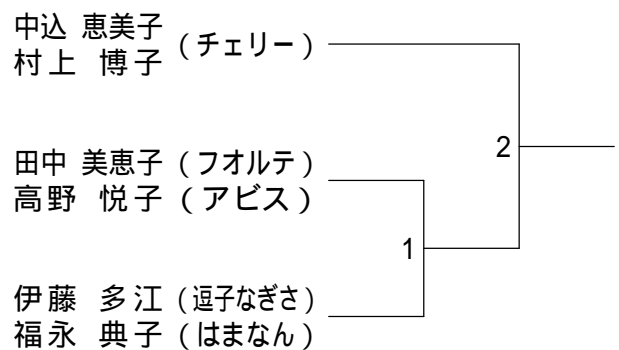 中込 恵美子
村上 博子 (チェリー)
2
田中 美恵子 (フオルテ)
高野 悦子 (アビス)
1
伊藤 多江 (逗子なぎさ)
福永 典子 (はまなん)